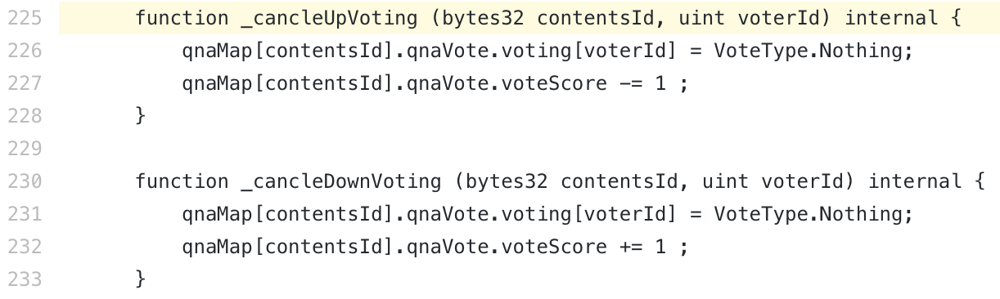 225 function _cancleUpVoting (bytes32 contentsId, uint voterId) internal {
226 qnaMap[contentsId].qnaVote.voting[voterId] = VoteType.Nothing;
227 qnaMap[contentsId].qnaVote.voteScore -= 1 ;
228 }
229
230 function _cancleDownVoting (bytes32 contentsId, uint voterId) internal {
231 qnaMap[contentsId].qnaVote.voting[voterId] = VoteType.Nothing;
232 qnaMap[contentsId].qnaVote.voteScore += 1 ;
233 }